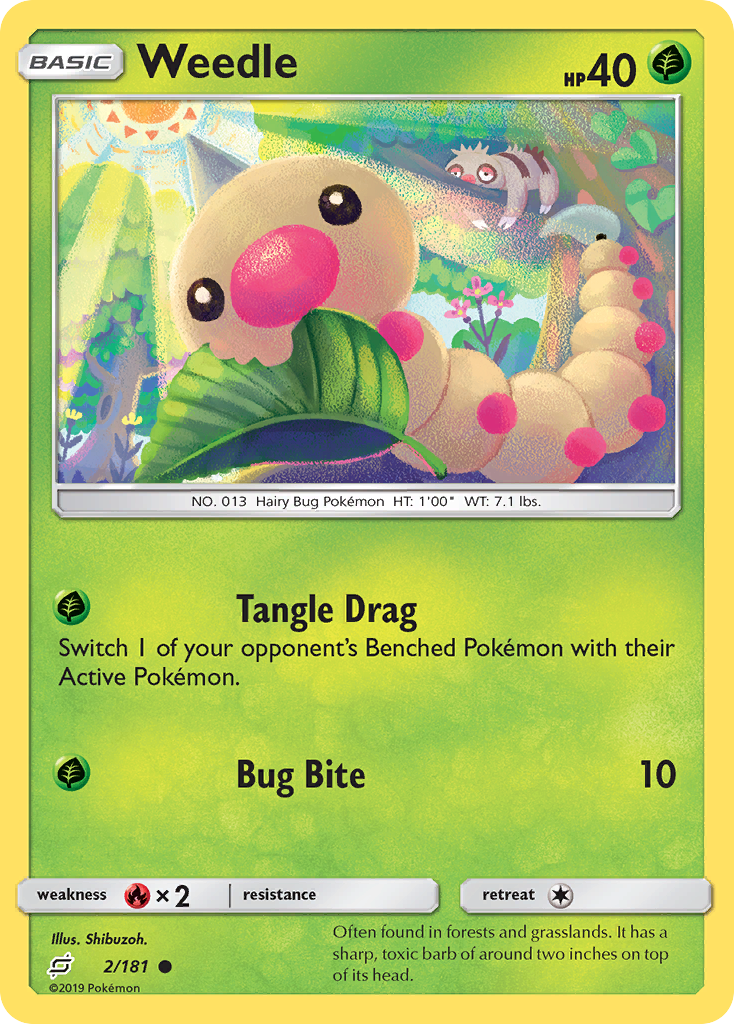 BASIC Weedle HP40
NO. 013 Hairy Bug Pokémon HT: 1'00" WT: 7.1 lbs.
Tangle Drag
Switch 1 of your opponent's Benched Pokémon with their
Active Pokémon.
Bug Bite 10
weakness ×2 resistance retreat
Illus. Shibuzoh.
2/181
©2019 Pokémon
Often found in forests and grasslands. It has a
sharp, toxic barb of around two inches on top
of its head.